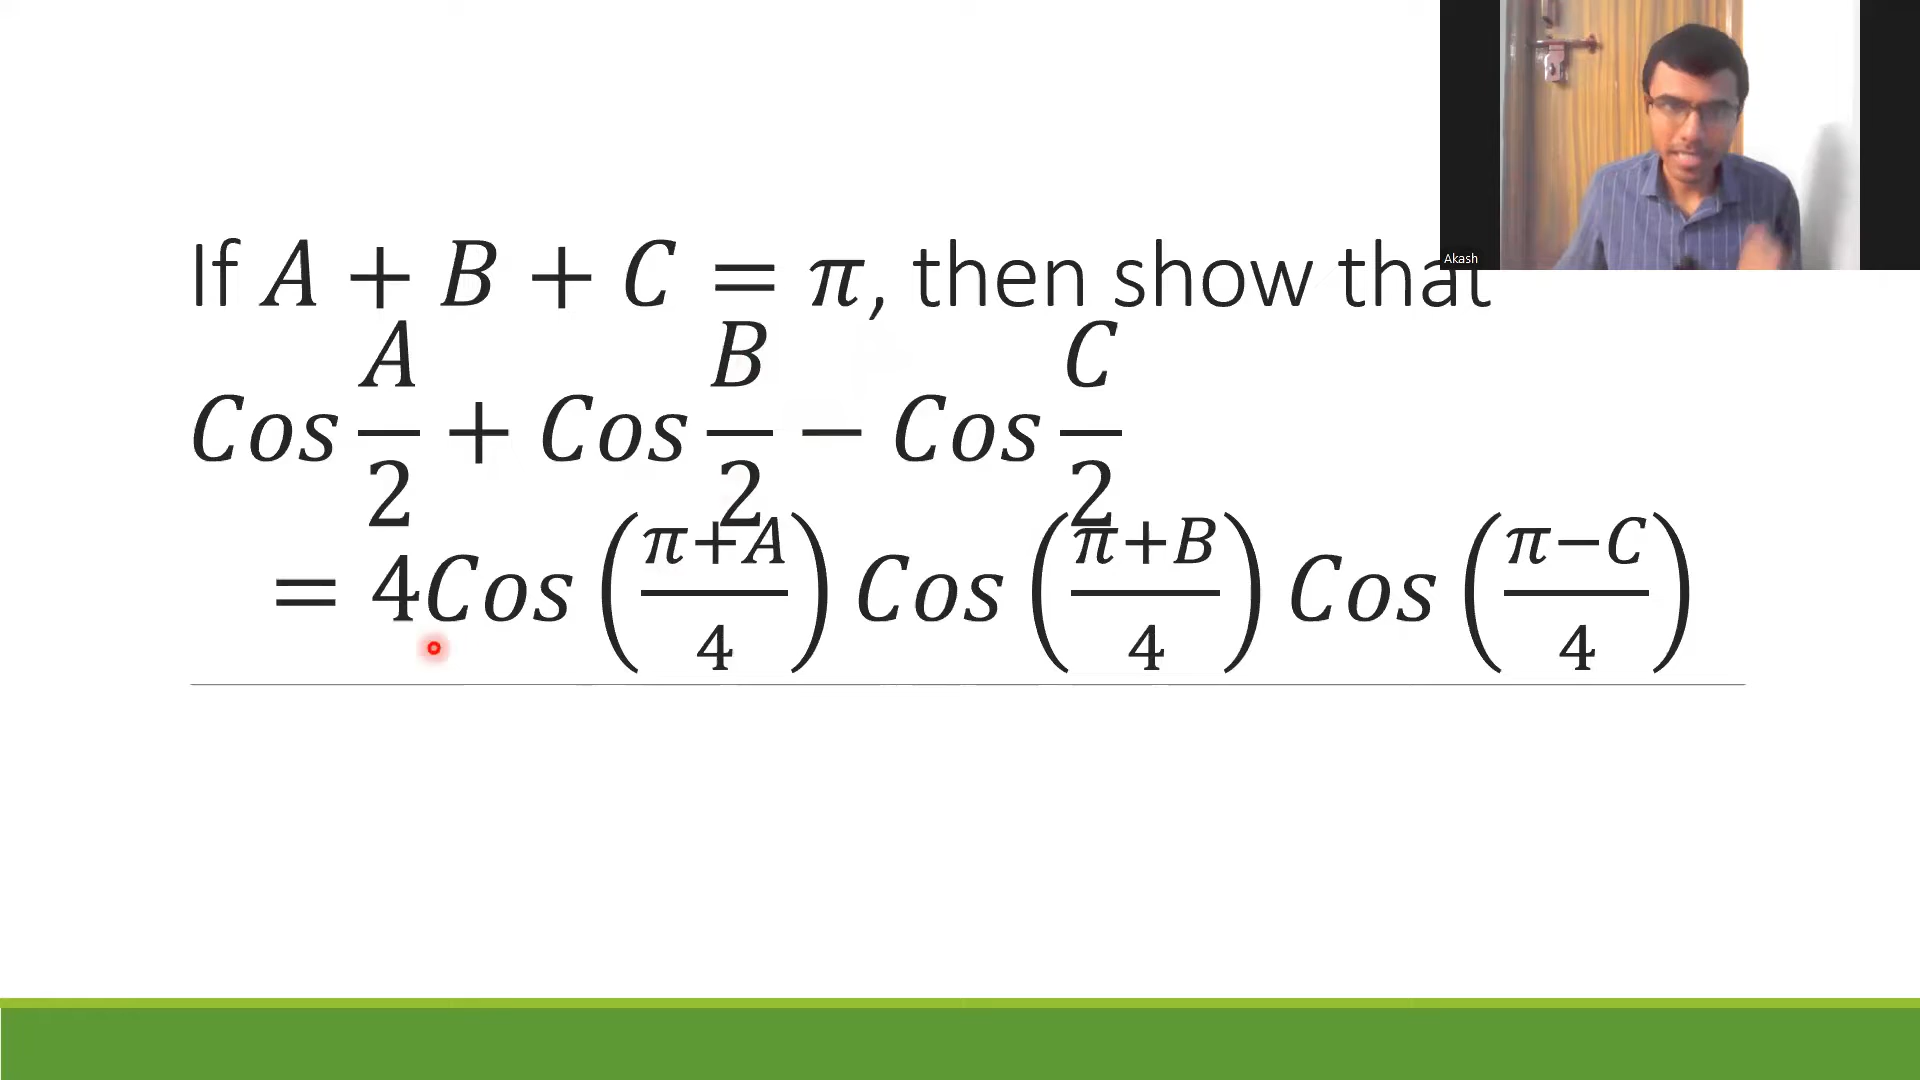 Akash
If A + B + C = π, then show that
Cos A/2 + Cos B/2 − Cos C/2
= 4Cos (π+A/4) Cos (π+B/4) Cos (π−C/4)